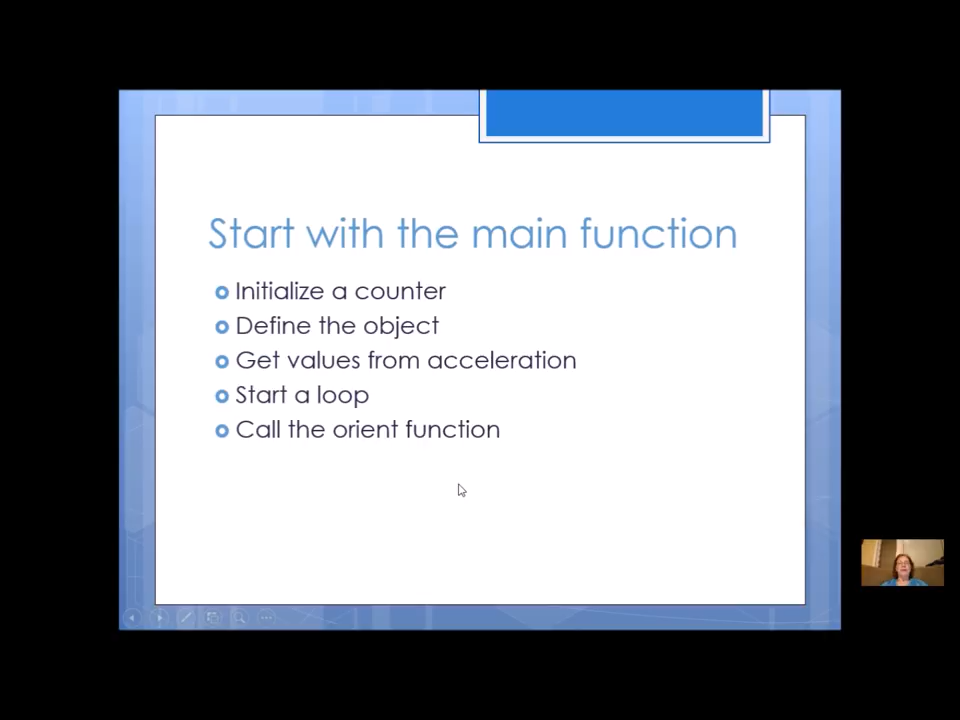 Start with the main function
Initialize a counter
Define the object
Get values from acceleration
Start a loop
Call the orient function